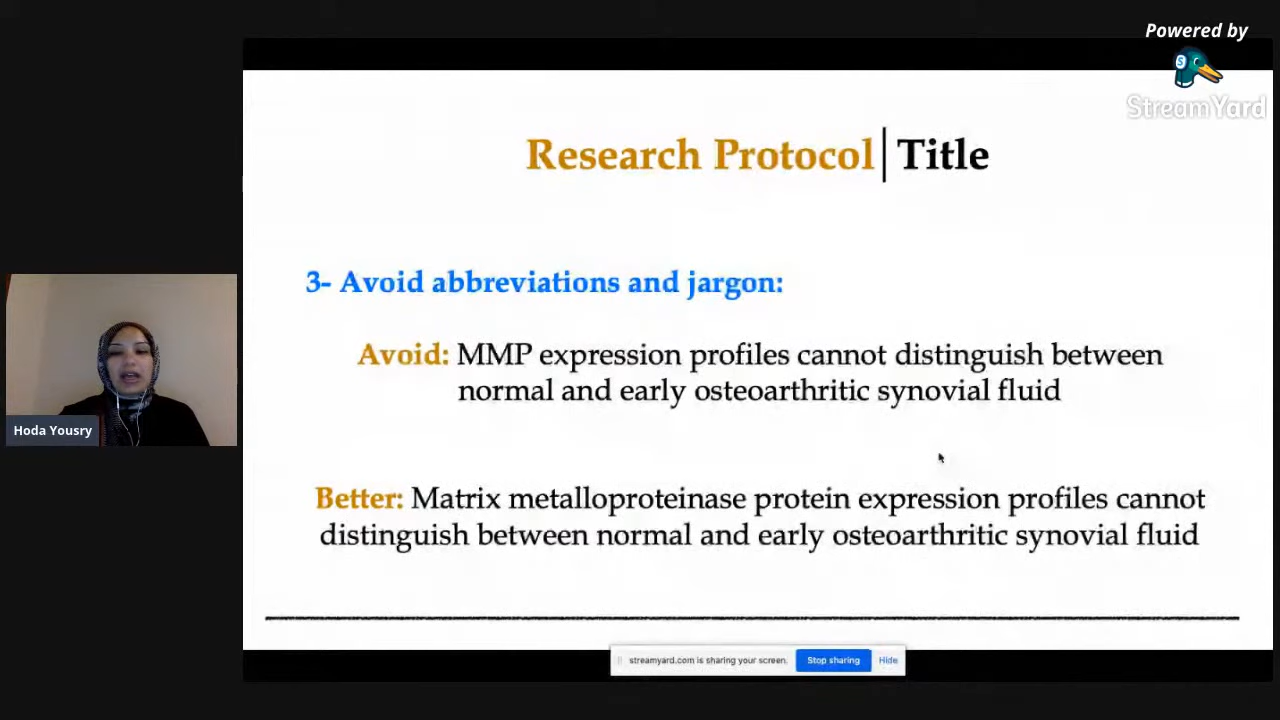 Powered by
StreamYard
Research Protocol|Title
3- Avoid abbreviations and jargon:
Avoid: MMP expression profiles cannot distinguish between
normal and early osteoarthritic synovial fluid
Hoda Yousry
Better: Matrix metalloproteinase protein expression profiles cannot
distinguish between normal and early osteoarthritic synovial fluid
streamyard.com is sharing your screen. Stop sharing Hide